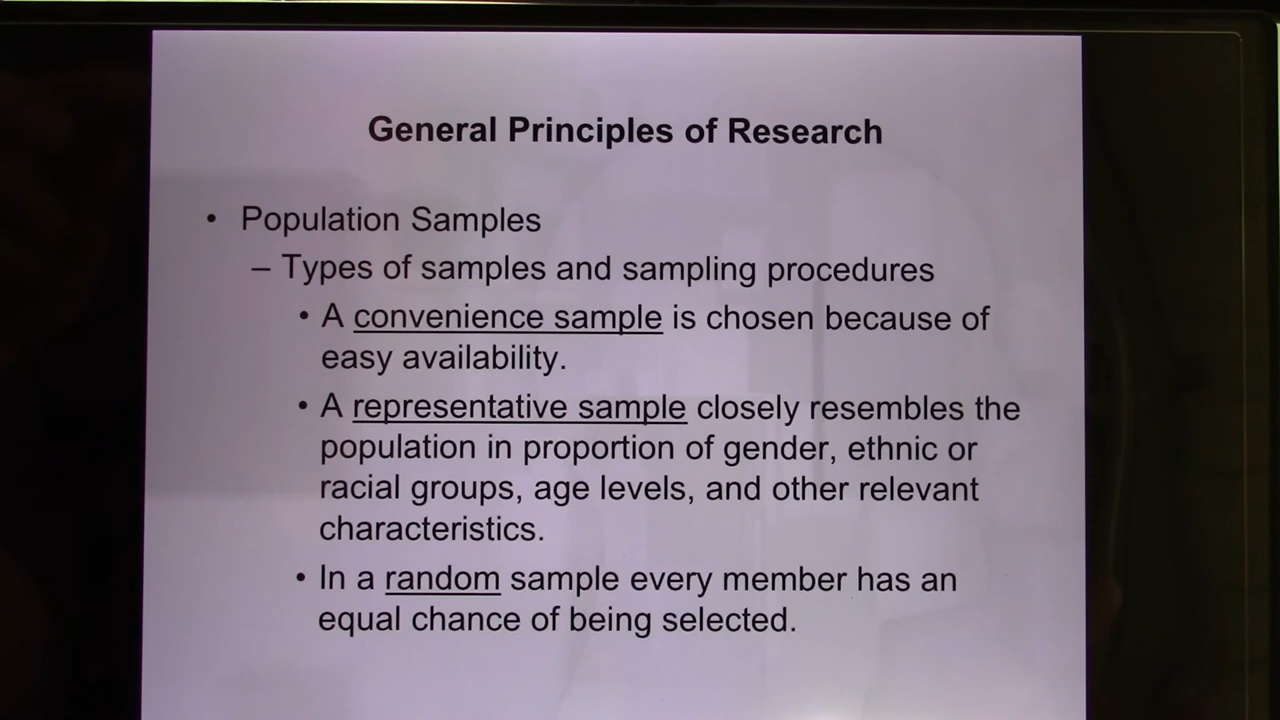 General Principles of Research
• Population Samples
– Types of samples and sampling procedures
• A convenience sample is chosen because of
easy availability.
• A representative sample closely resembles the
population in proportion of gender, ethnic or
racial groups, age levels, and other relevant
characteristics.
• In a random sample every member has an
equal chance of being selected.